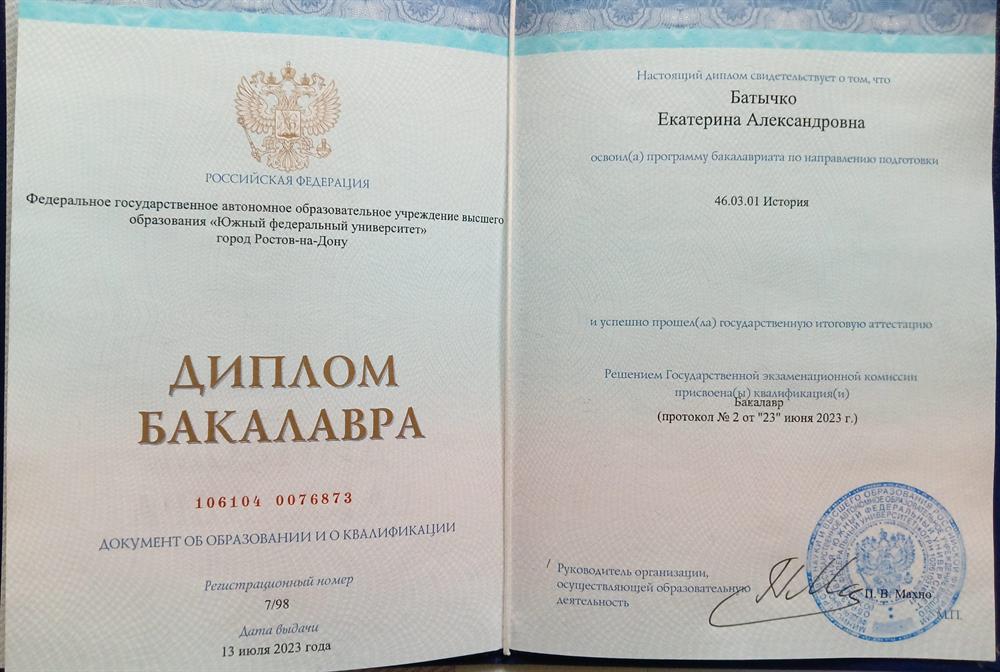 РОССИЙСКАЯ ФЕДЕРАЦИЯ
Федеральное государственное автономное образовательное учреждение высшего
образования «Южный федеральный университет»
город Ростов-на-Дону
ДИПЛОМ
БАКАЛАВРА
106104 0076873
ДОКУМЕНТ ОБ ОБРАЗОВАНИИ И О КВАЛИФИКАЦИИ
Регистрационный номер
7/98
Дата выдачи
13 июля 2023 года
Настоящий диплом свидетельствует о том, что
Батычко
Екатерина Александровна
освоил(а) программу бакалавриата по направлению подготовки
46.03.01 История
и успешно прошел(ла) государственную итоговую аттестацию
Решением Государственной экзаменационной комиссии
присвоена(ы) квалификация(и)
Бакалавр
(протокол № 2 от "23" июня 2023 г.)
Руководитель организации,
осуществляющей образовательную
деятельность
П. В. Махно
М.П.